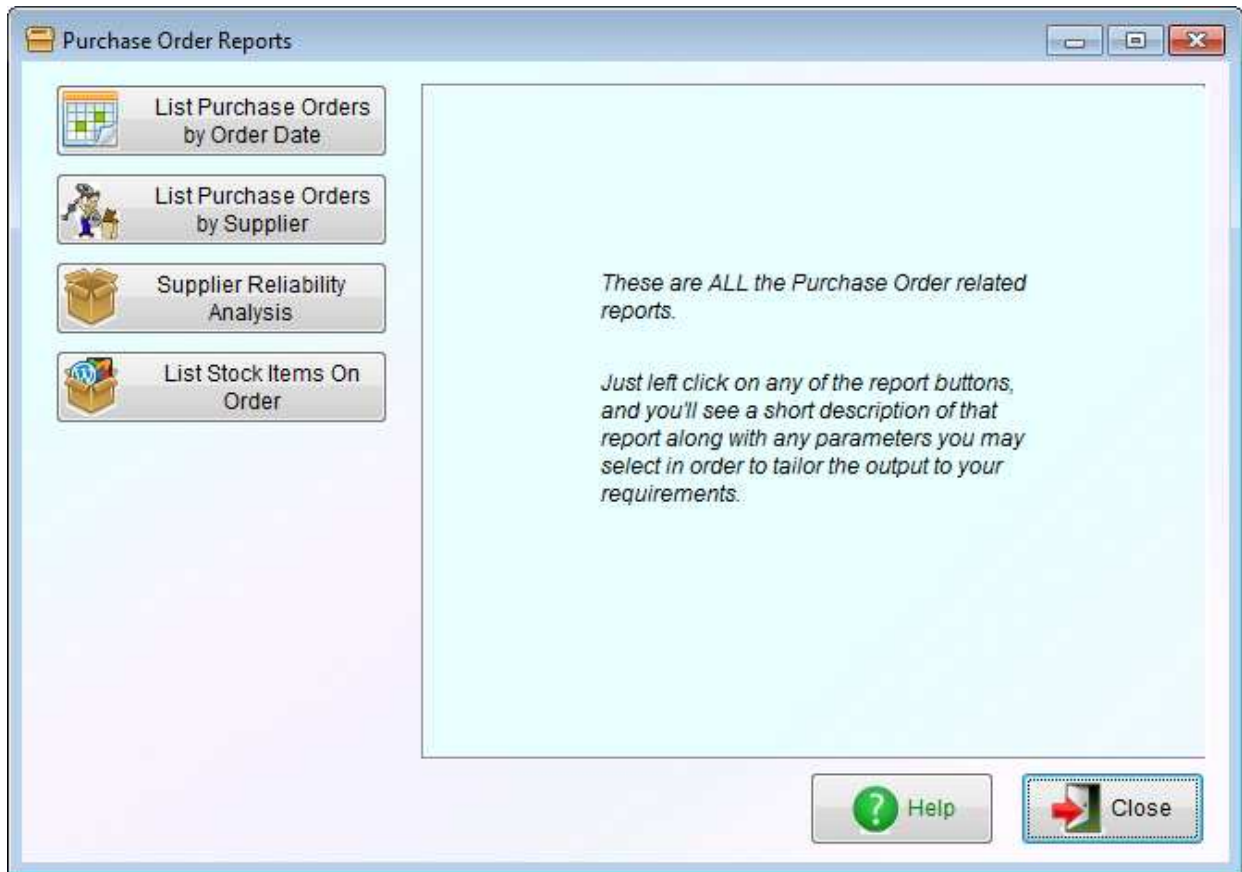 Purchase Order Reports
List Purchase Orders
by Order Date
List Purchase Orders
by Supplier
Supplier Reliability
Analysis
List Stock Items On
Order
These are ALL the Purchase Order related
reports.
Just left click on any of the report buttons,
and you'll see a short description of that
report along with any parameters you may
select in order to tailor the output to your
requirements.
Help
Close